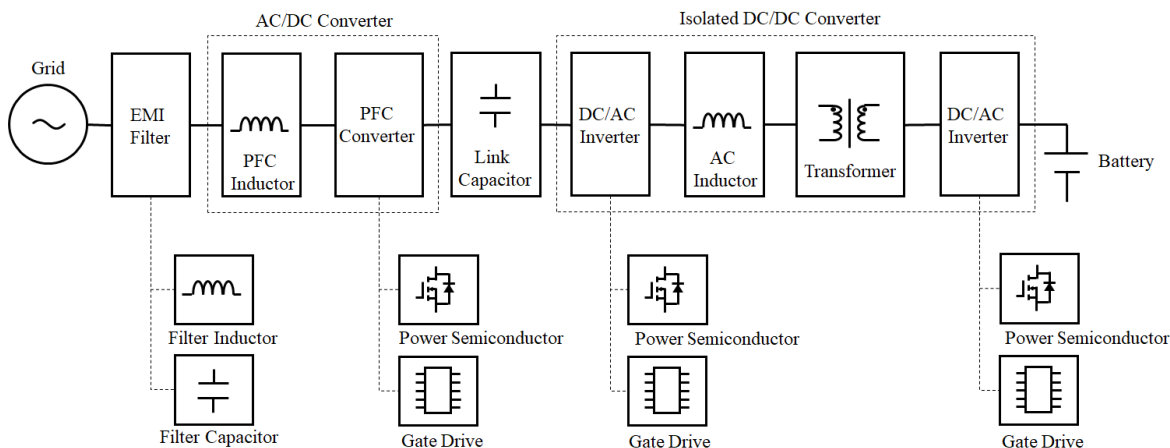 AC/DC Converter
Isolated DC/DC Converter
Grid
EMI
Filter
PFC
Inductor
PFC
Converter
Link
Capacitor
DC/AC
Inverter
AC
Inductor
Transformer
DC/AC
Inverter
Battery
Filter Inductor
Power Semiconductor
Power Semiconductor
Power Semiconductor
Filter Capacitor
Gate Drive
Gate Drive
Gate Drive